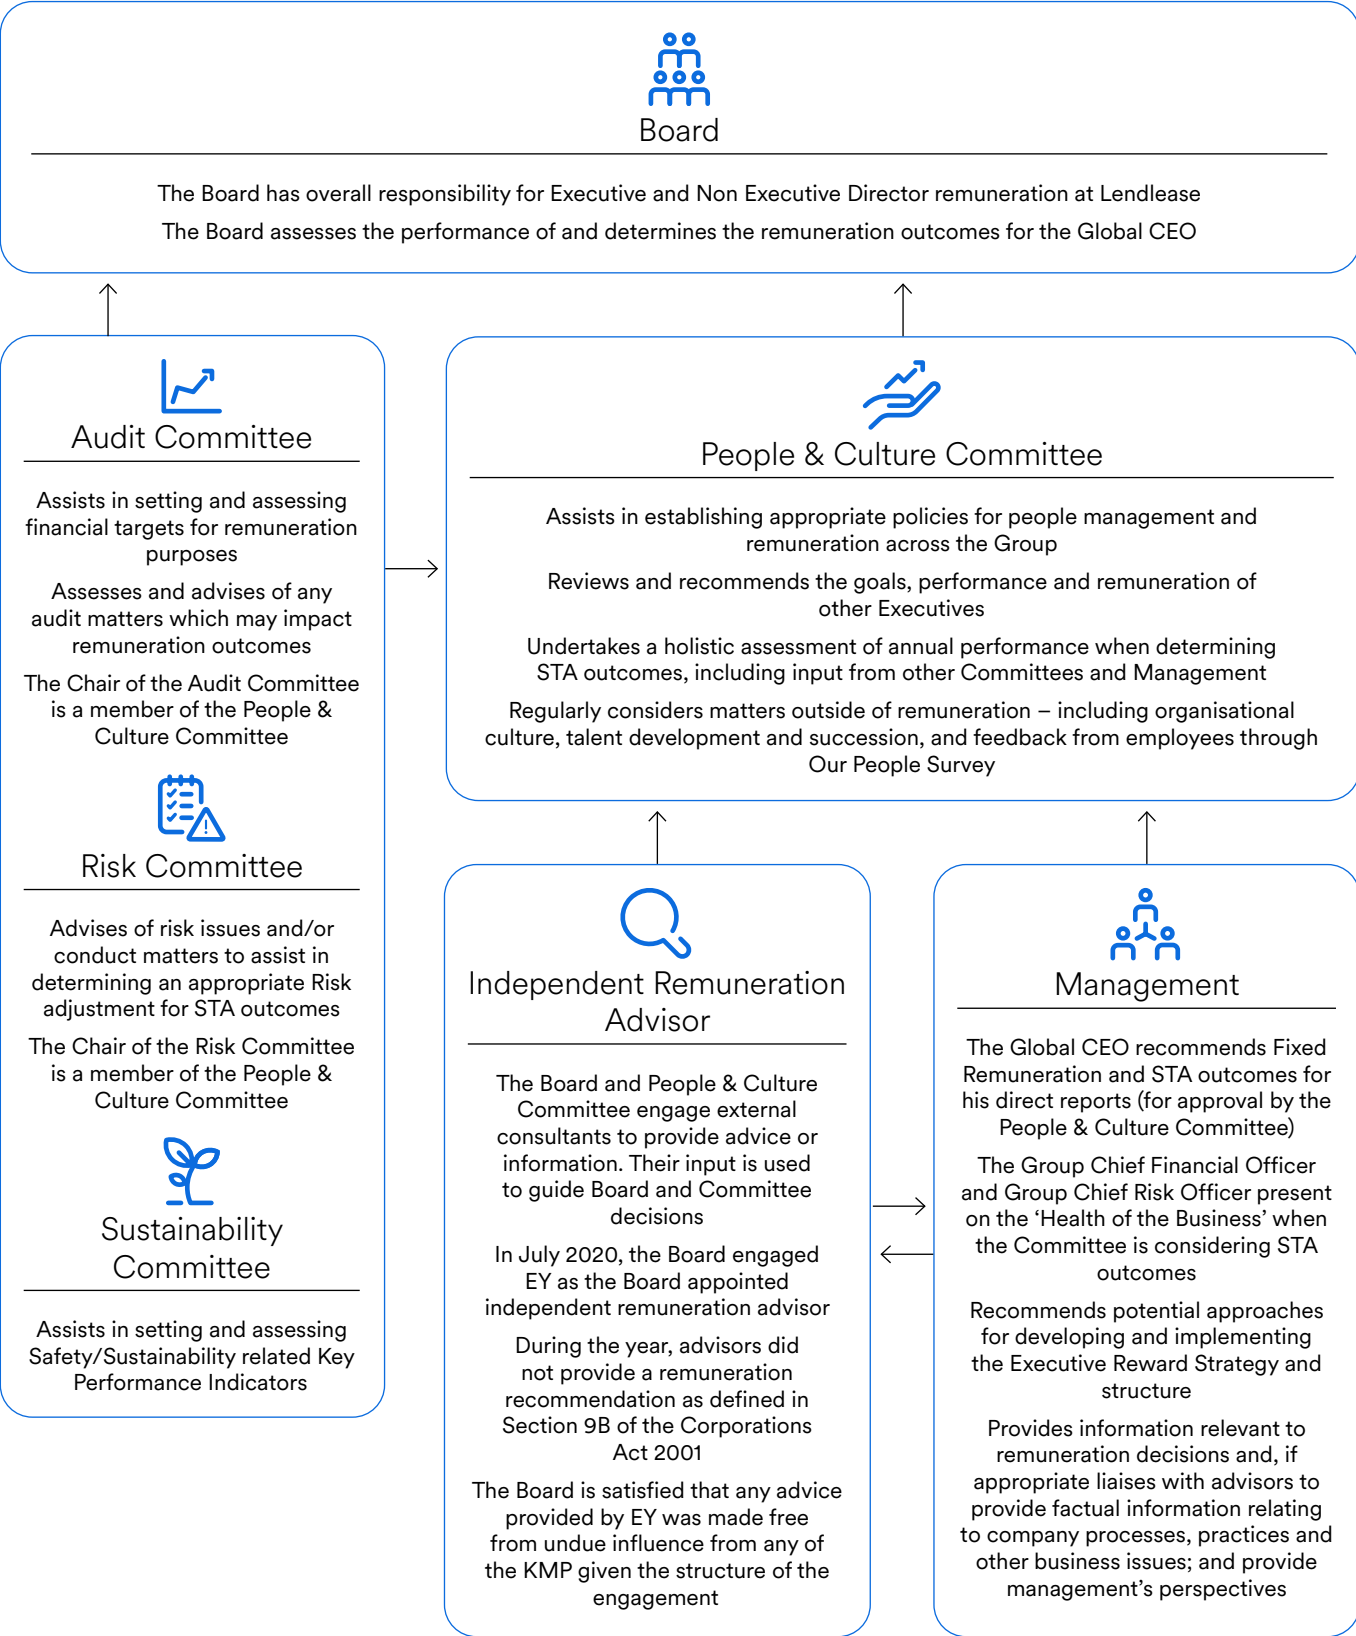 Board
The Board has overall responsibility for Executive and Non Executive Director remuneration at Lendlease
The Board assesses the performance of and determines the remuneration outcomes for the Global CEO
Audit Committee
Assists in setting and assessing
financial targets for remuneration
purposes
Assesses and advises of any
audit matters which may impact
remuneration outcomes
The Chair of the Audit Committee
is a member of the People &
Culture Committee
Risk Committee
Advises of risk issues and/or
conduct matters to assist in
determining an appropriate Risk
adjustment for STA outcomes
The Chair of the Risk Committee
is a member of the People &
Culture Committee
Sustainability
Committee
Assists in setting and assessing
Safety/Sustainability related Key
Performance Indicators
People & Culture Committee
Assists in establishing appropriate policies for people management and
remuneration across the Group
Reviews and recommends the goals, performance and remuneration of
other Executives
Undertakes a holistic assessment of annual performance when determining
STA outcomes, including input from other Committees and Management
Regularly considers matters outside of remuneration – including organisational
culture, talent development and succession, and feedback from employees through
Our People Survey
Independent Remuneration
Advisor
The Board and People & Culture
Committee engage external
consultants to provide advice or
information. Their input is used
to guide Board and Committee
decisions
In July 2020, the Board engaged
EY as the Board appointed
independent remuneration advisor
During the year, advisors did
not provide a remuneration
recommendation as defined in
Section 9B of the Corporations
Act 2001
The Board is satisfied that any advice
provided by EY was made free
from undue influence from any of
the KMP given the structure of the
engagement
Management
The Global CEO recommends Fixed
Remuneration and STA outcomes for
his direct reports (for approval by the
People & Culture Committee)
The Group Chief Financial Officer
and Group Chief Risk Officer present
on the ‘Health of the Business’ when
the Committee is considering STA
outcomes
Recommends potential approaches
for developing and implementing
the Executive Reward Strategy and
structure
Provides information relevant to
remuneration decisions and, if
appropriate liaises with advisors to
provide factual information relating
to company processes, practices and
other business issues; and provide
management’s perspectives